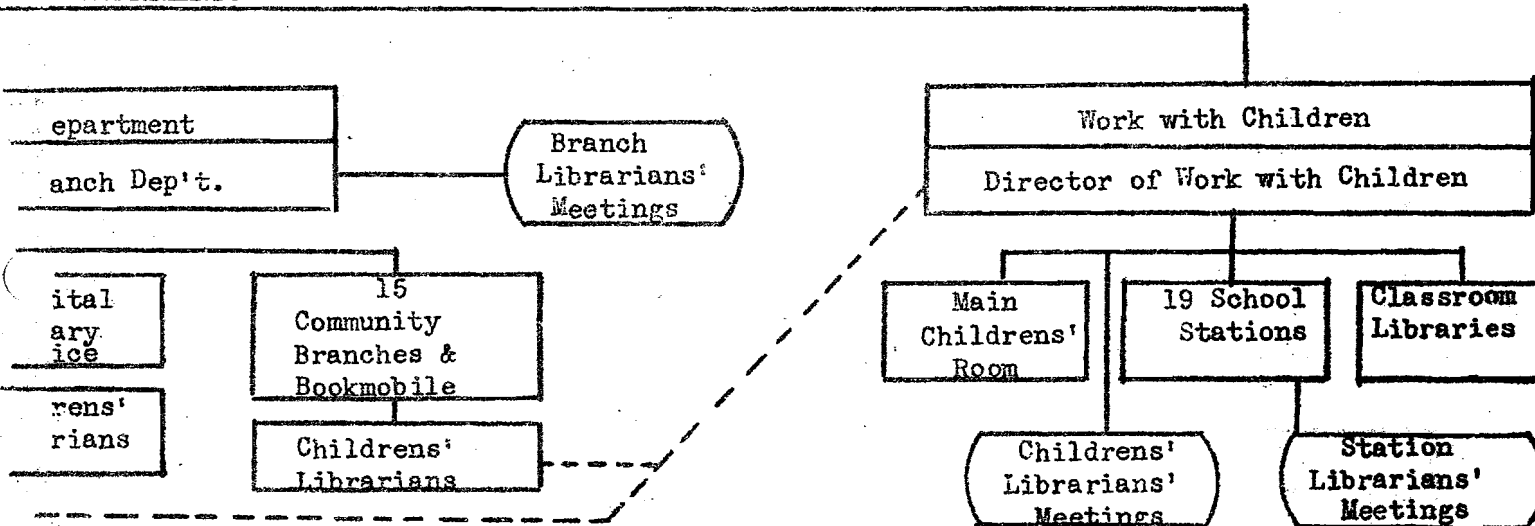 epartment
anch Dep't.
Branch
Librarians'
Meetings
Work with Children
Director of Work with Children
ital
ary
ice
15
Community
Branches &
Bookmobile
rens'
rians
Childrens'
Librarians
Main
Childrens'
Room
19 School
Stations
Classroom
Libraries
Childrens'
Librarians'
Meetings
Station
Librarians'
Meetings